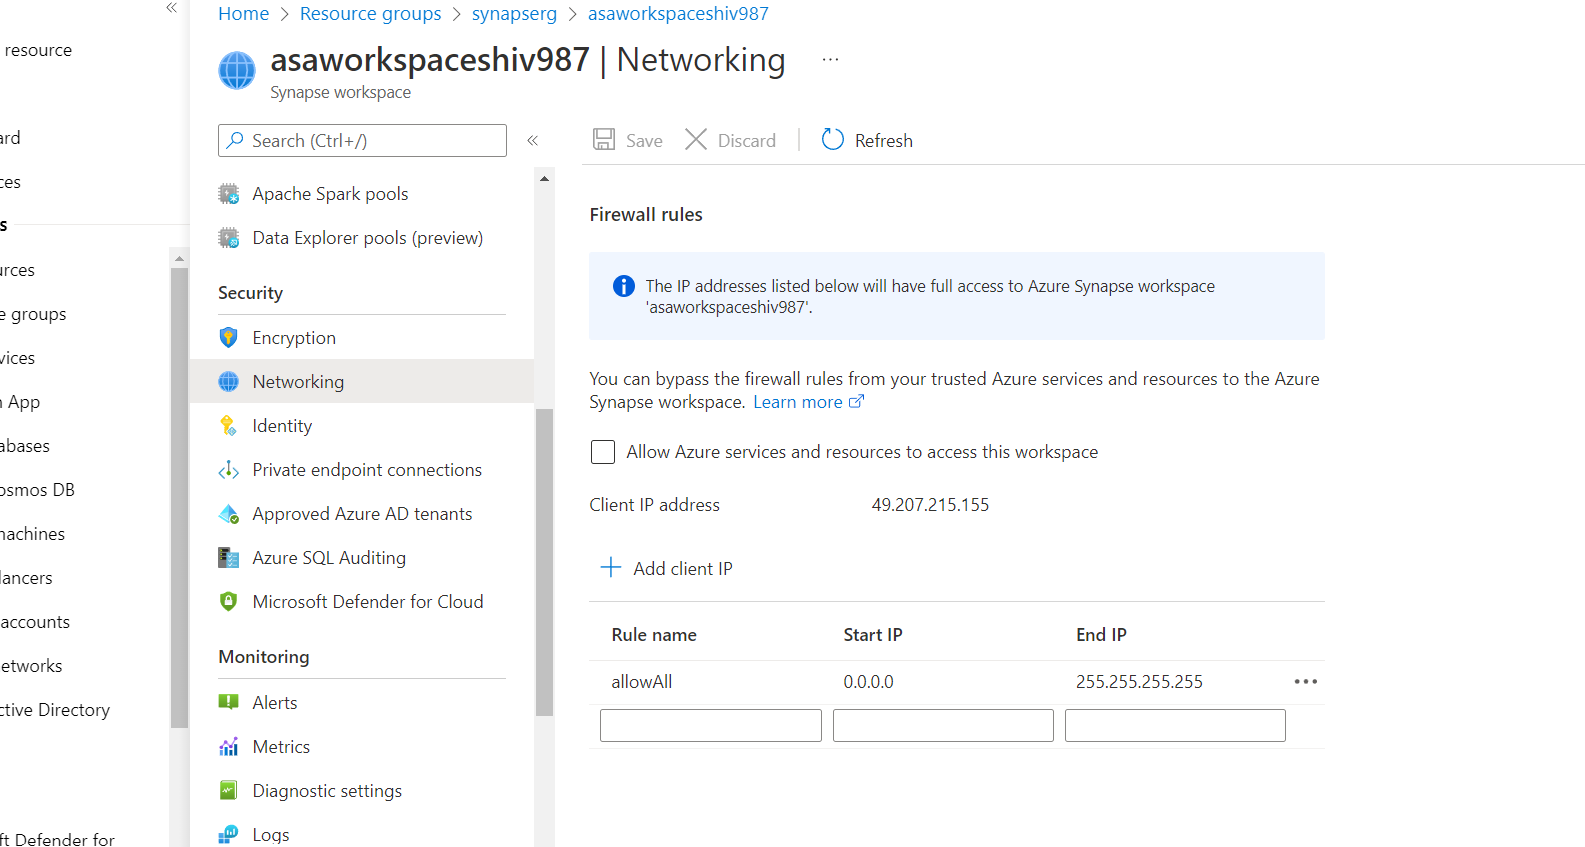 «
resource
ard
ces
s
urces
e groups
vices
n App
abases
osmos DB
machines
lancers
accounts
etworks
ctive Directory
ft Defender for
Home > Resource groups > synapserg > asaworkspaceshiv987
asaworkspaceshiv987 | Networking ...
Synapse workspace
Search (Ctrl+/) «
Apache Spark pools
Data Explorer pools (preview)
Security
Encryption
Networking
Identity
Private endpoint connections
Approved Azure AD tenants
Azure SQL Auditing
Microsoft Defender for Cloud
Monitoring
Alerts
Metrics
Diagnostic settings
Logs
Save Discard Refresh
Firewall rules
The IP addresses listed below will have full access to Azure Synapse workspace
'asaworkspaceshiv987'.
You can bypass the firewall rules from your trusted Azure services and resources to the Azure
Synapse workspace. Learn more
Allow Azure services and resources to access this workspace
Client IP address 49.207.215.155
+ Add client IP
Rule name Start IP End IP
allowAll 0.0.0.0 255.255.255.255 ...